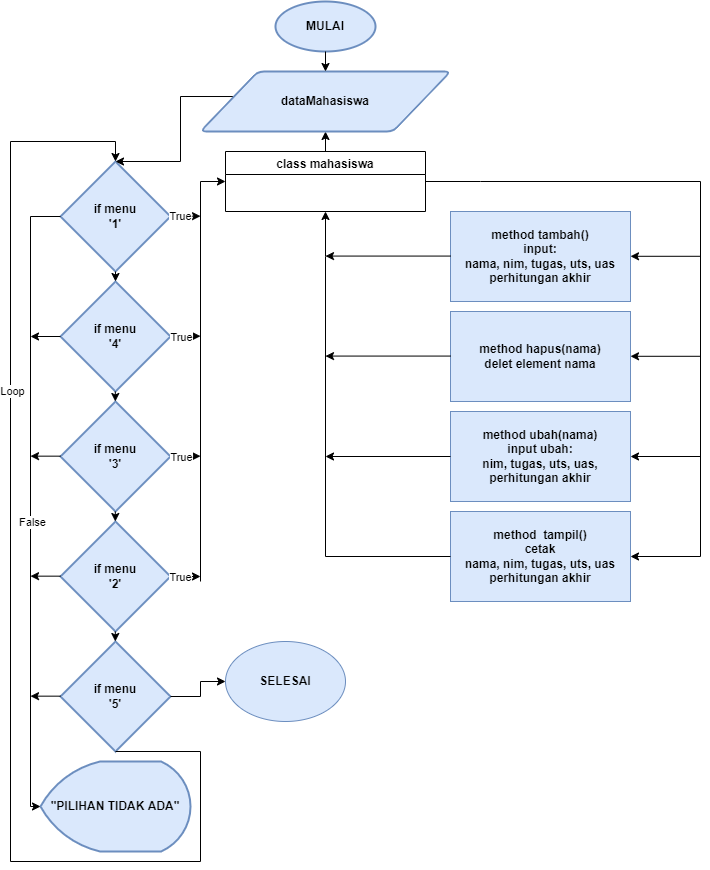 MULAI
dataMahasiswa
class mahasiswa
if menu
'1'
True
method tambah()
input:
nama, nim, tugas, uts, uas
perhitungan akhir
if menu
'4'
True
method hapus(nama)
delet element nama
Loop
if menu
'3'
True
method ubah(nama)
input ubah:
nim, tugas, uts, uas,
perhitungan akhir
False
if menu
'2'
True
method tampil()
cetak
nama, nim, tugas, uts, uas
perhitungan akhir
if menu
'5'
SELESAI
"PILIHAN TIDAK ADA"